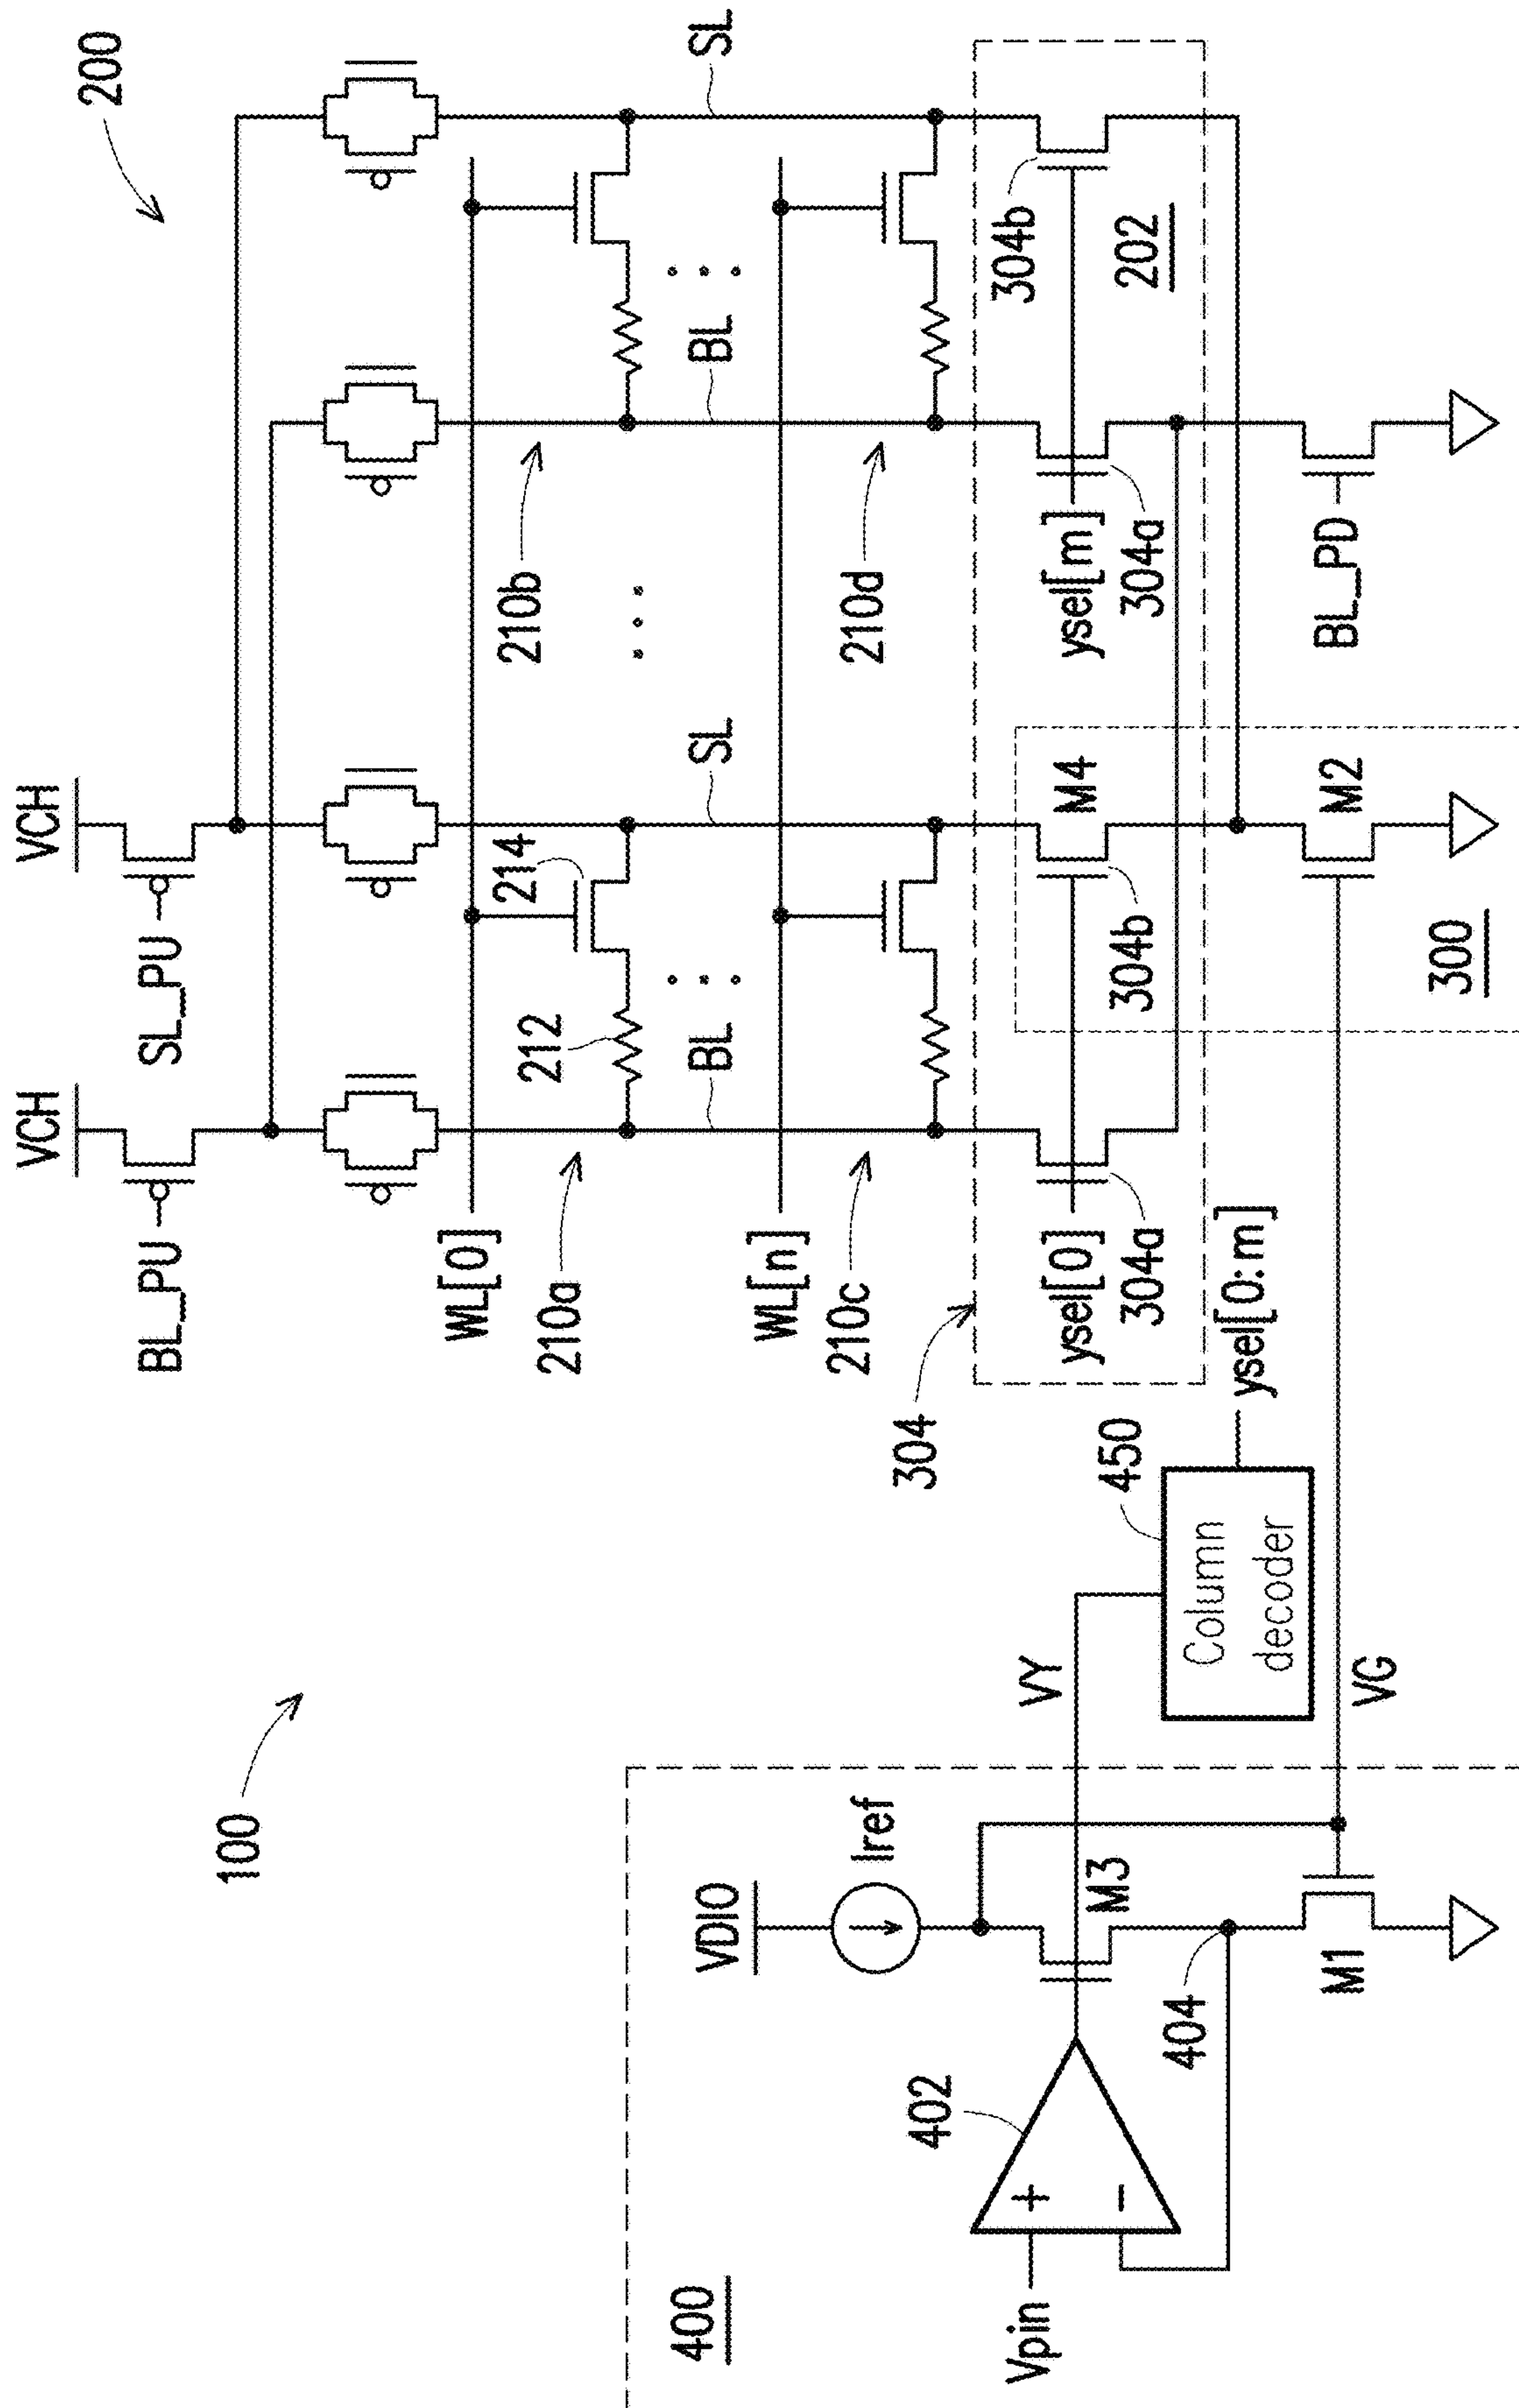 100
200
VCH
VCH
BL_PU
SL_PU
WL[0]
210a
212
214
BL
SL
210b
BL
SL
WL[n]
210c
210d
304
ysel[0]
304a
304b
M4
ysel[m]
304a
304b
202
M2
300
BL_PD
ysel[0:m]
450
Column
decoder
VY
VG
400
VDIO
Iref
M3
402
404
M1
+
-
Vpin